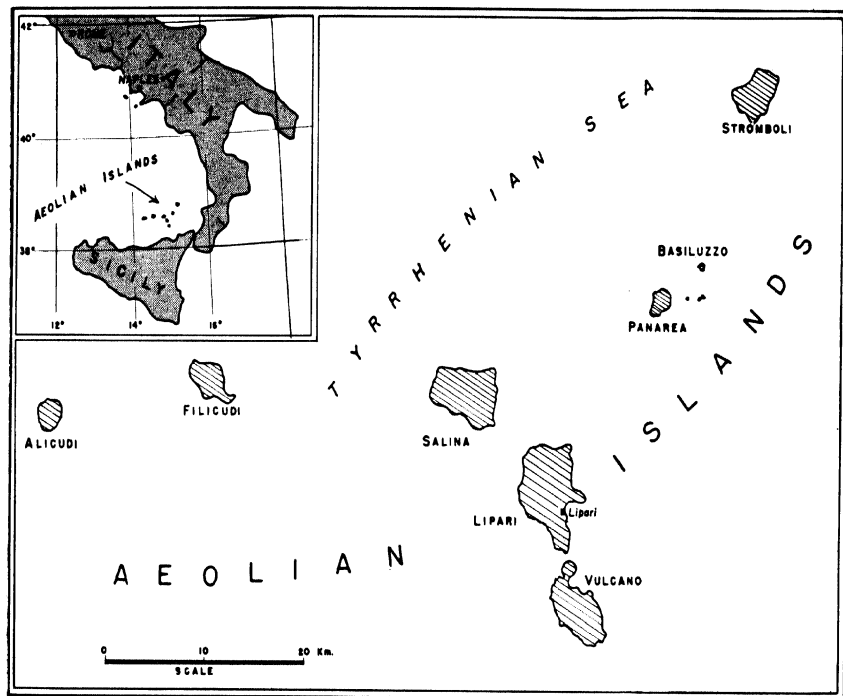 42°
ROME
ITALY
NAPLES
40°
AEOLIAN ISLANDS
38°
SICILY
12°
14°
16°
TYRRHENIAN SEA
STROMBOLI
BASILUZZO
PANAREA
FILICUDI
ALICUDI
SALINA
LIPARI
Lipari
VULCANO
AEOLIAN ISLANDS
0 10 20 Km.
SCALE